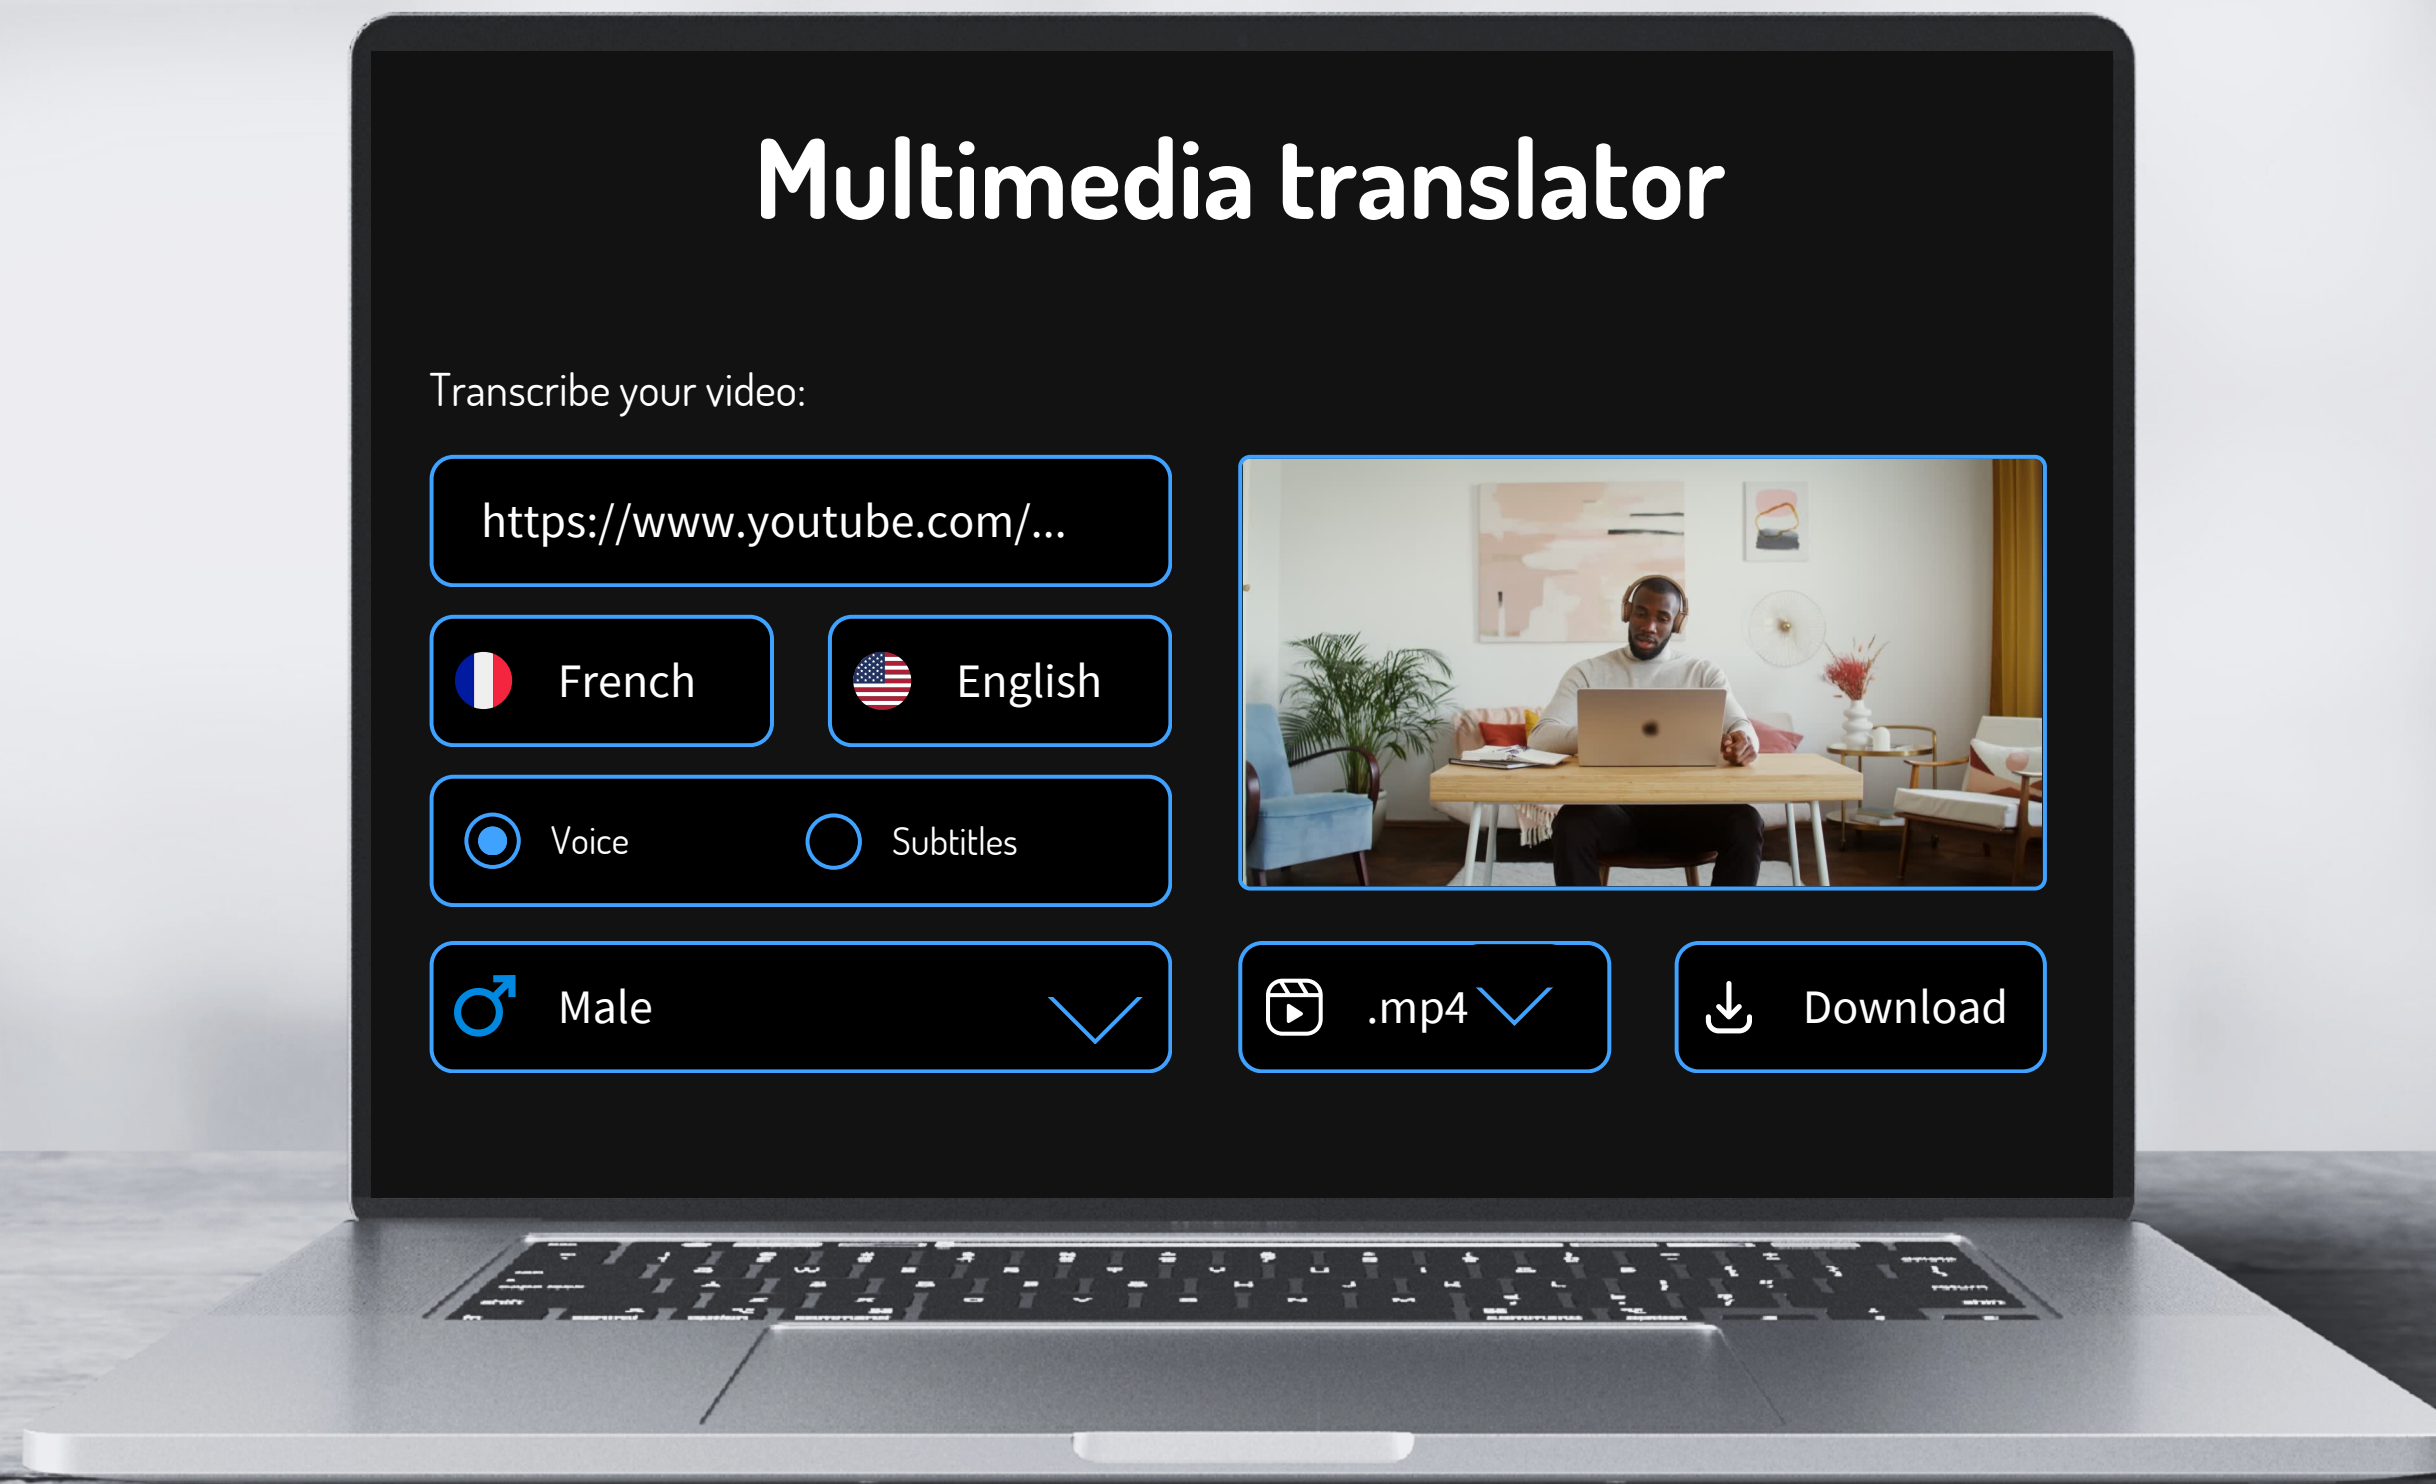 Multimedia translator
Transcribe your video:
https://www.youtube.com/...
French
English
Voice
Subtitles
Male
.mp4
Download